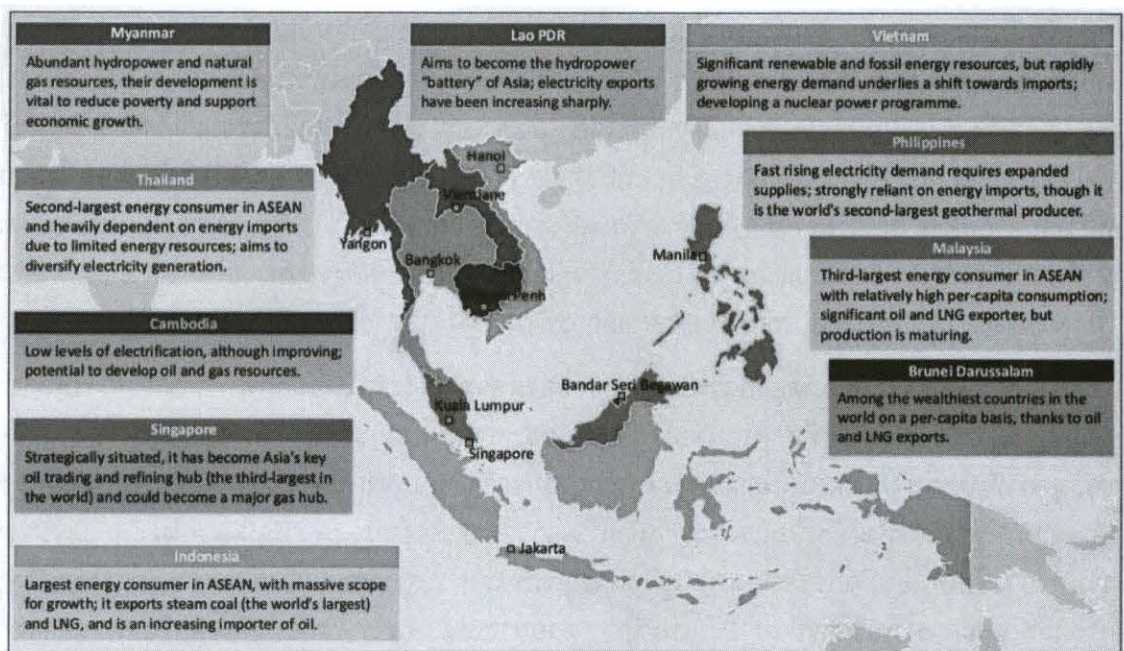 Myanmar
Abundant hydropower and natural
gas resources, their development is
vital to reduce poverty and support
economic growth.
Lao PDR
Aims to become the hydropower
"battery" of Asia; electricity exports
have been increasing sharply.
Vietnam
Significant renewable and fossil energy resources, but rapidly
growing energy demand underlies a shift towards imports;
developing a nuclear power programme.
Philippines
Fast rising electricity demand requires expanded
supplies; strongly reliant on energy imports, though it
is the world's second-largest geothermal producer.
Thailand
Second-largest energy consumer in ASEAN
and heavily dependent on energy imports
due to limited energy resources; aims to
diversify electricity generation.
Malaysia
Third-largest energy consumer in ASEAN
with relatively high per-capita consumption;
significant oil and LNG exporter, but
production is maturing.
Cambodia
Low levels of electrification, although improving;
potential to develop oil and gas resources.
Brunei Darussalam
Among the wealthiest countries in the
world on a per-capita basis, thanks to oil
and LNG exports.
Singapore
Strategically situated, it has become Asia's key
oil trading and refining hub (the third-largest in
the world) and could become a major gas hub.
Indonesia
Largest energy consumer in ASEAN, with massive scope
for growth; it exports steam coal (the world's largest)
and LNG, and is an increasing importer of oil.
Hanoi
Vientiane
Yangon
Bangkok
Manila
Penh
Bandar Seri Begawan
Kuala Lumpur
Singapore
Jakarta